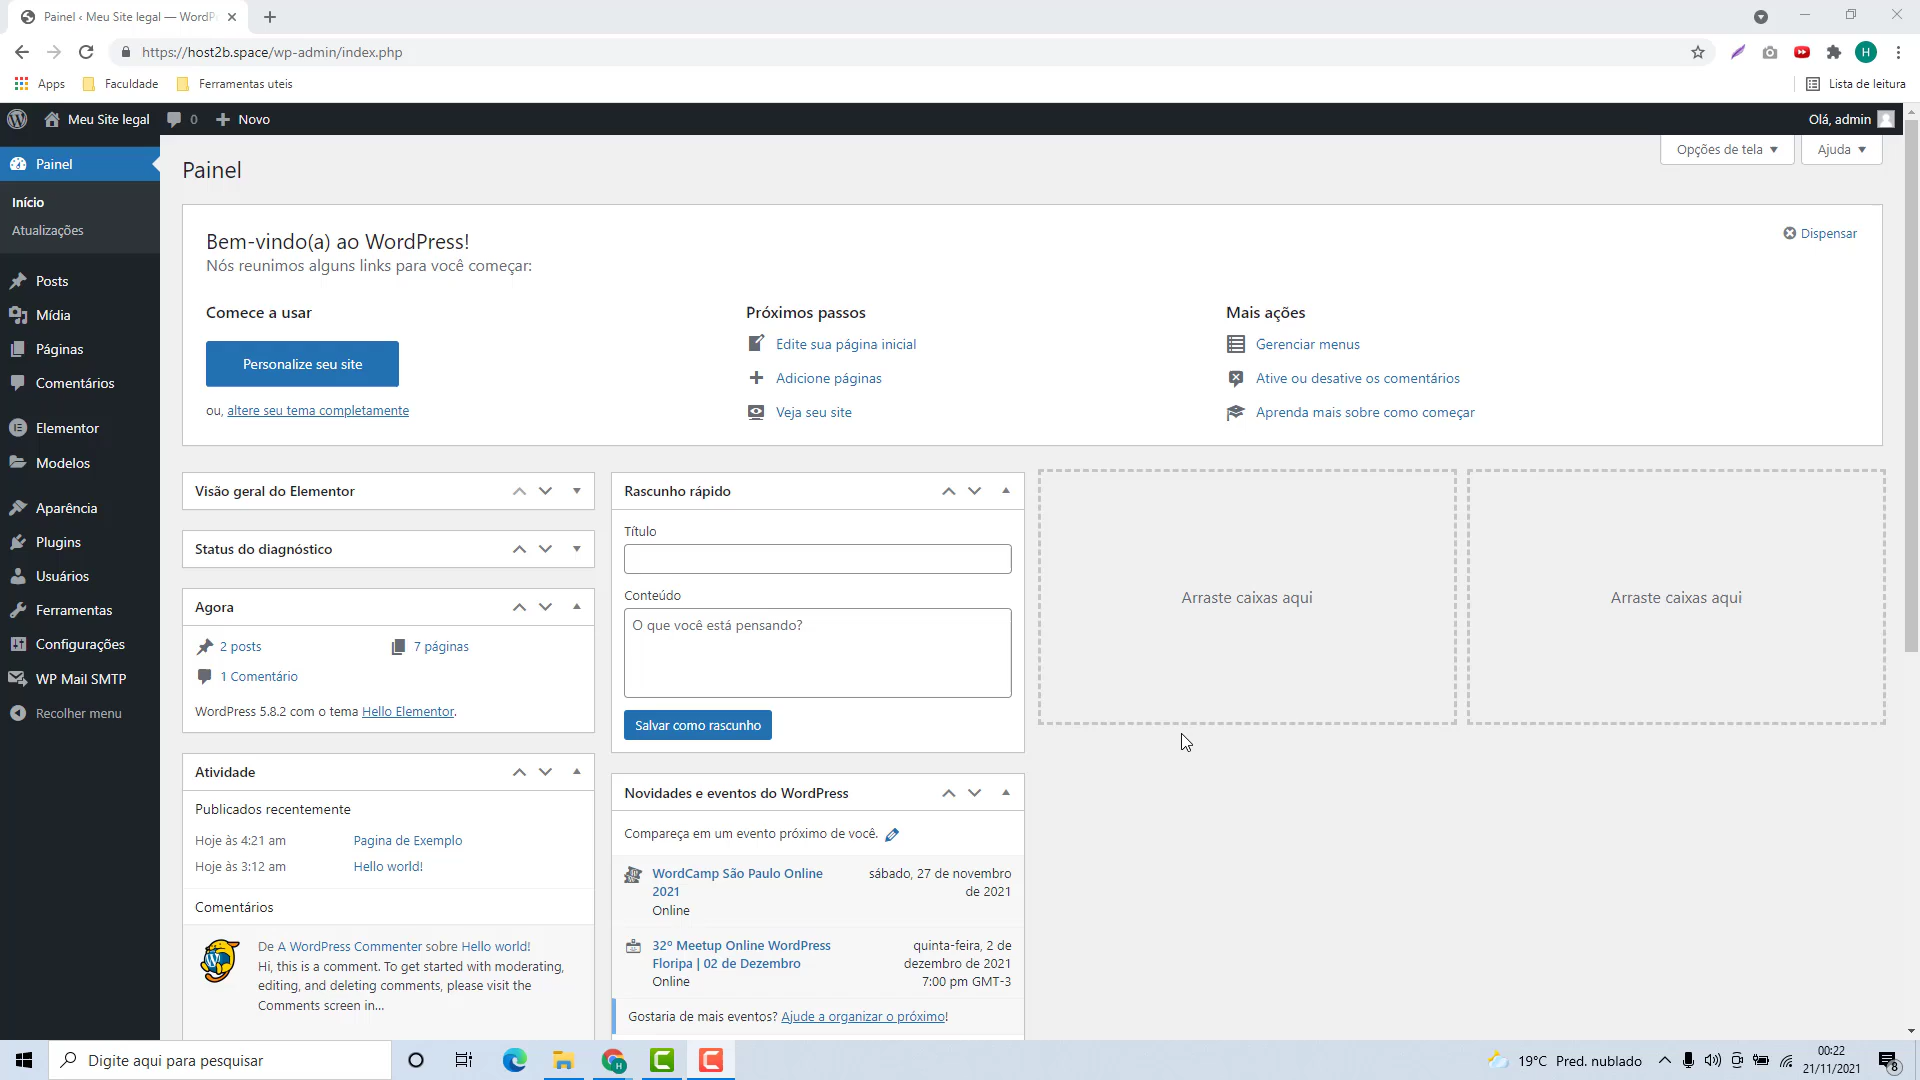 Painel ‹ Meu Site legal — WordP
https://host2b.space/wp-admin/index.php
H
Apps
Faculdade
Ferramentas uteis
Lista de leitura
Meu Site legal
0
Novo
Olá, admin
Painel
Início
Atualizações
Posts
Mídia
Páginas
Comentários
Elementor
Modelos
Aparência
Plugins
Usuários
Ferramentas
Configurações
WP Mail SMTP
Recolher menu
Painel
Opções de tela
Ajuda
Bem-vindo(a) ao WordPress!
Nós reunimos alguns links para você começar:
Dispensar
Comece a usar
Personalize seu site
ou, altere seu tema completamente
Próximos passos
Edite sua página inicial
Adicione páginas
Veja seu site
Mais ações
Gerenciar menus
Ative ou desative os comentários
Aprenda mais sobre como começar
Visão geral do Elementor
Status do diagnóstico
Agora
2 posts
7 páginas
1 Comentário
WordPress 5.8.2 com o tema Hello Elementor.
Atividade
Publicados recentemente
Hoje às 4:21 am
Pagina de Exemplo
Hoje às 3:12 am
Hello world!
Comentários
De A WordPress Commenter sobre Hello world!
Hi, this is a comment. To get started with moderating,
editing, and deleting comments, please visit the
Comments screen in...
Rascunho rápido
Título
Conteúdo
O que você está pensando?
Salvar como rascunho
Novidades e eventos do WordPress
Compareça em um evento próximo de você.
WordCamp São Paulo Online
2021
Online
sábado, 27 de novembro
de 2021
32º Meetup Online WordPress
Floripa | 02 de Dezembro
Online
quinta-feira, 2 de
dezembro de 2021
7:00 pm GMT-3
Gostaria de mais eventos? Ajude a organizar o próximo!
Arraste caixas aqui
Arraste caixas aqui
Digite aqui para pesquisar
19°C Pred. nublado
00:22
21/11/2021
8